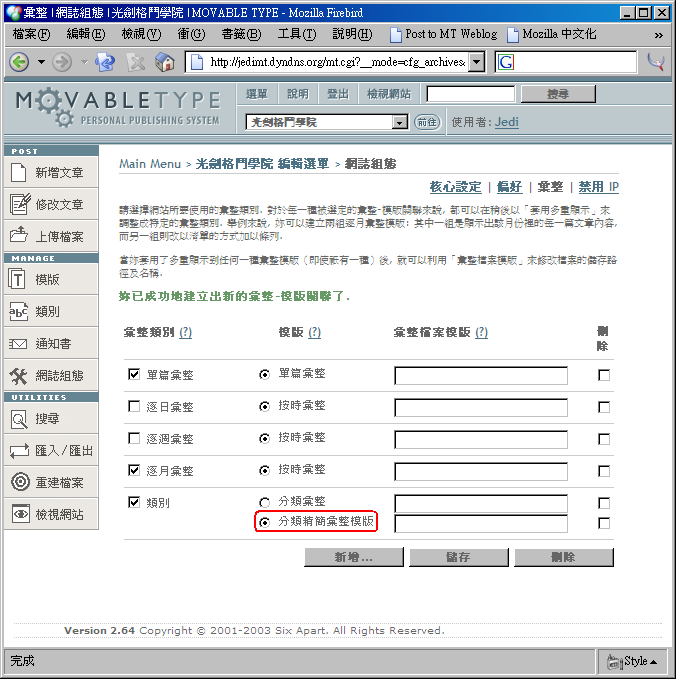 彙整 | 網誌組態 | 光劍格鬥學院 | MOVABLE TYPE - Mozilla Firebird
檔案(F) 編輯(E) 檢視(V) 衝(G) 書籤(B) 工具(T) 說明(H) Post to MT Weblog Mozilla 中文化 »
http://jedimt.dyndns.org/mt.cgi?__mode=cfg_archives&
MOVABLETYPE
PERSONAL PUBLISHING SYSTEM
選單 說明 登出 檢視網站 搜尋
光劍格鬥學院 前往 使用者: Jedi
POST
新增文章
修改文章
上傳檔案
MANAGE
模版
類別
通知書
網誌組態
UTILITIES
搜尋
匯入/匯出
重建檔案
檢視網站
Main Menu > 光劍格鬥學院 編輯選單 > 網誌組態
核心設定 | 偏好 | 彙整 | 禁用 IP
請選擇網站所要使用的彙整類別. 對於每一種被選定的彙整-模版關聯來說, 都可以在稍後以「套用多重顯示」來
調整成特定的彙整類別. 舉例來說, 妳可以建立兩組逐月彙整模版: 其中一組是顯示出該月份裡的每一篇文章內容,
而另一組則改以清單的方式加以條列.
當妳套用了多重顯示到任何一種彙整模版 (即使祇有一種) 後, 就可以利用「彙整檔案模版」來修改檔案的儲存路
徑及名稱.
妳已成功地建立出新的彙整-模版關聯了.
彙整類別 (?) 模版 (?) 彙整檔案模版 (?) 刪除
單篇彙整 單篇彙整
逐日彙整 按時彙整
逐週彙整 按時彙整
逐月彙整 按時彙整
類別 分類彙整
分類精簡彙整模版
新增... 儲存 刪除
Version 2.64 Copyright © 2001-2003 Six Apart. All Rights Reserved.
完成 Style